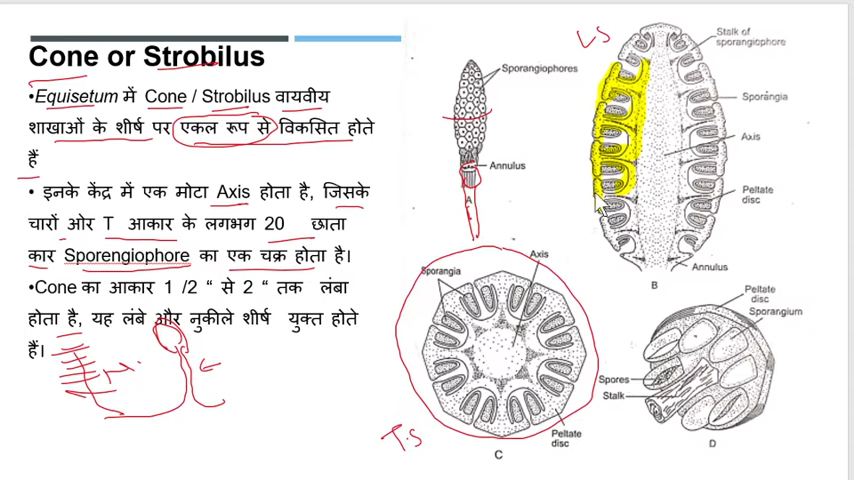 Cone or Strobilus
•Equisetum में Cone / Strobilus वायवीय
शाखाओं के शीर्ष पर एकल रूप से विकसित होते
हैं
• इनके केंद्र में एक मोटा Axis होता है, जिसके
चारों ओर T आकार के लगभग 20 छाता
कार Sporengiophore का एक चक्र होता है।
•Cone का आकार 1 /2 “ से 2 “ तक लंबा
होता है, यह लंबे और नुकीले शीर्ष युक्त होते
हैं।
Sporangiophores
Annulus
A
LS
Stalk of
sporangiophore
Sporangia
Axis
Peltate
disc
Annulus
B
Axis
Sporangia
Peltate
disc
C
T.S
Peltate
disc
Sporangium
Spores
Stalk
D